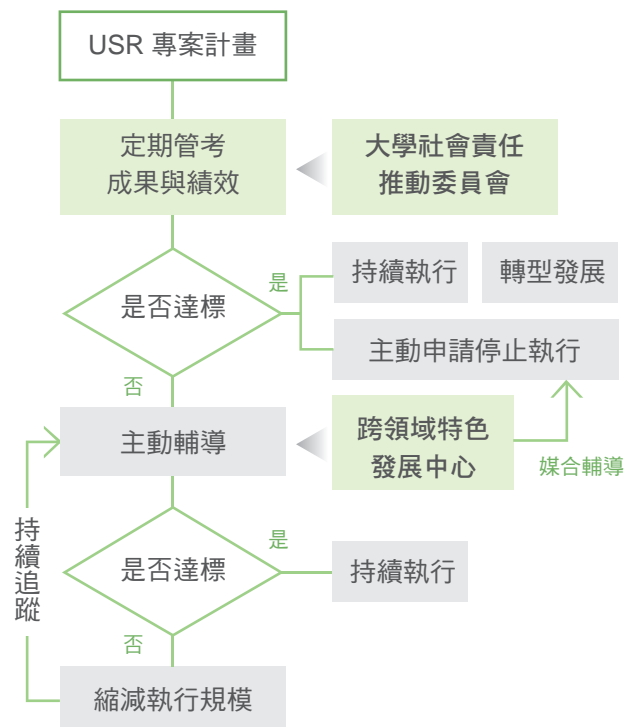 USR 專案計畫
定期管考
成果與績效
大學社會責任
推動委員會
是否達標
是
持續執行
轉型發展
主動申請停止執行
否
主動輔導
跨領域特色
發展中心
媒合輔導
持續追蹤
是否達標
是
持續執行
否
縮減執行規模